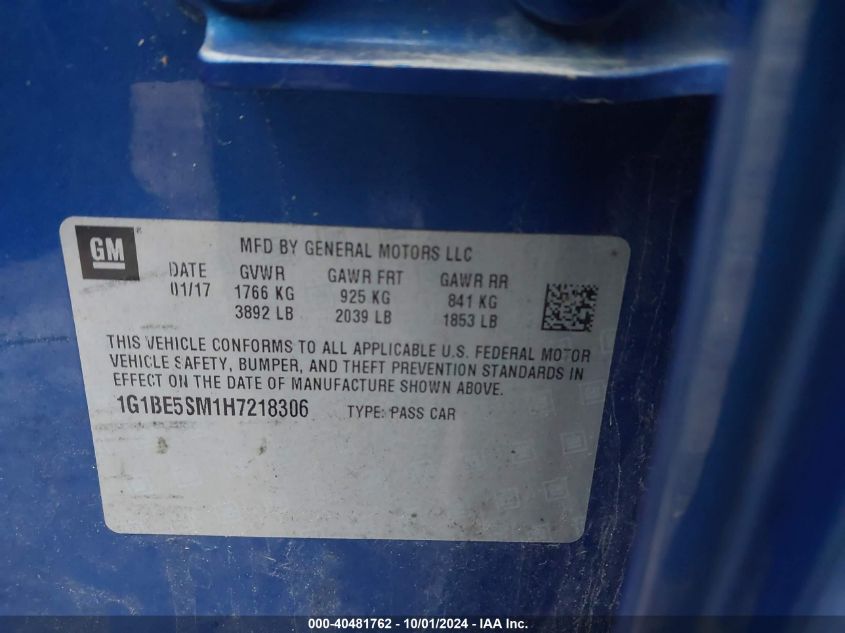 GM
MFD BY GENERAL MOTORS LLC
DATE GVWR GAWR FRT GAWR RR
01/17 1766 KG 925 KG 841 KG
3892 LB 2039 LB 1853 LB
THIS VEHICLE CONFORMS TO ALL APPLICABLE U.S. FEDERAL MOTOR
VEHICLE SAFETY, BUMPER, AND THEFT PREVENTION STANDARDS IN
EFFECT ON THE DATE OF MANUFACTURE SHOWN ABOVE.
1G1BE5SM1H7218306 TYPE: PASS CAR
000-40481762 - 10/01/2024 - IAA Inc.